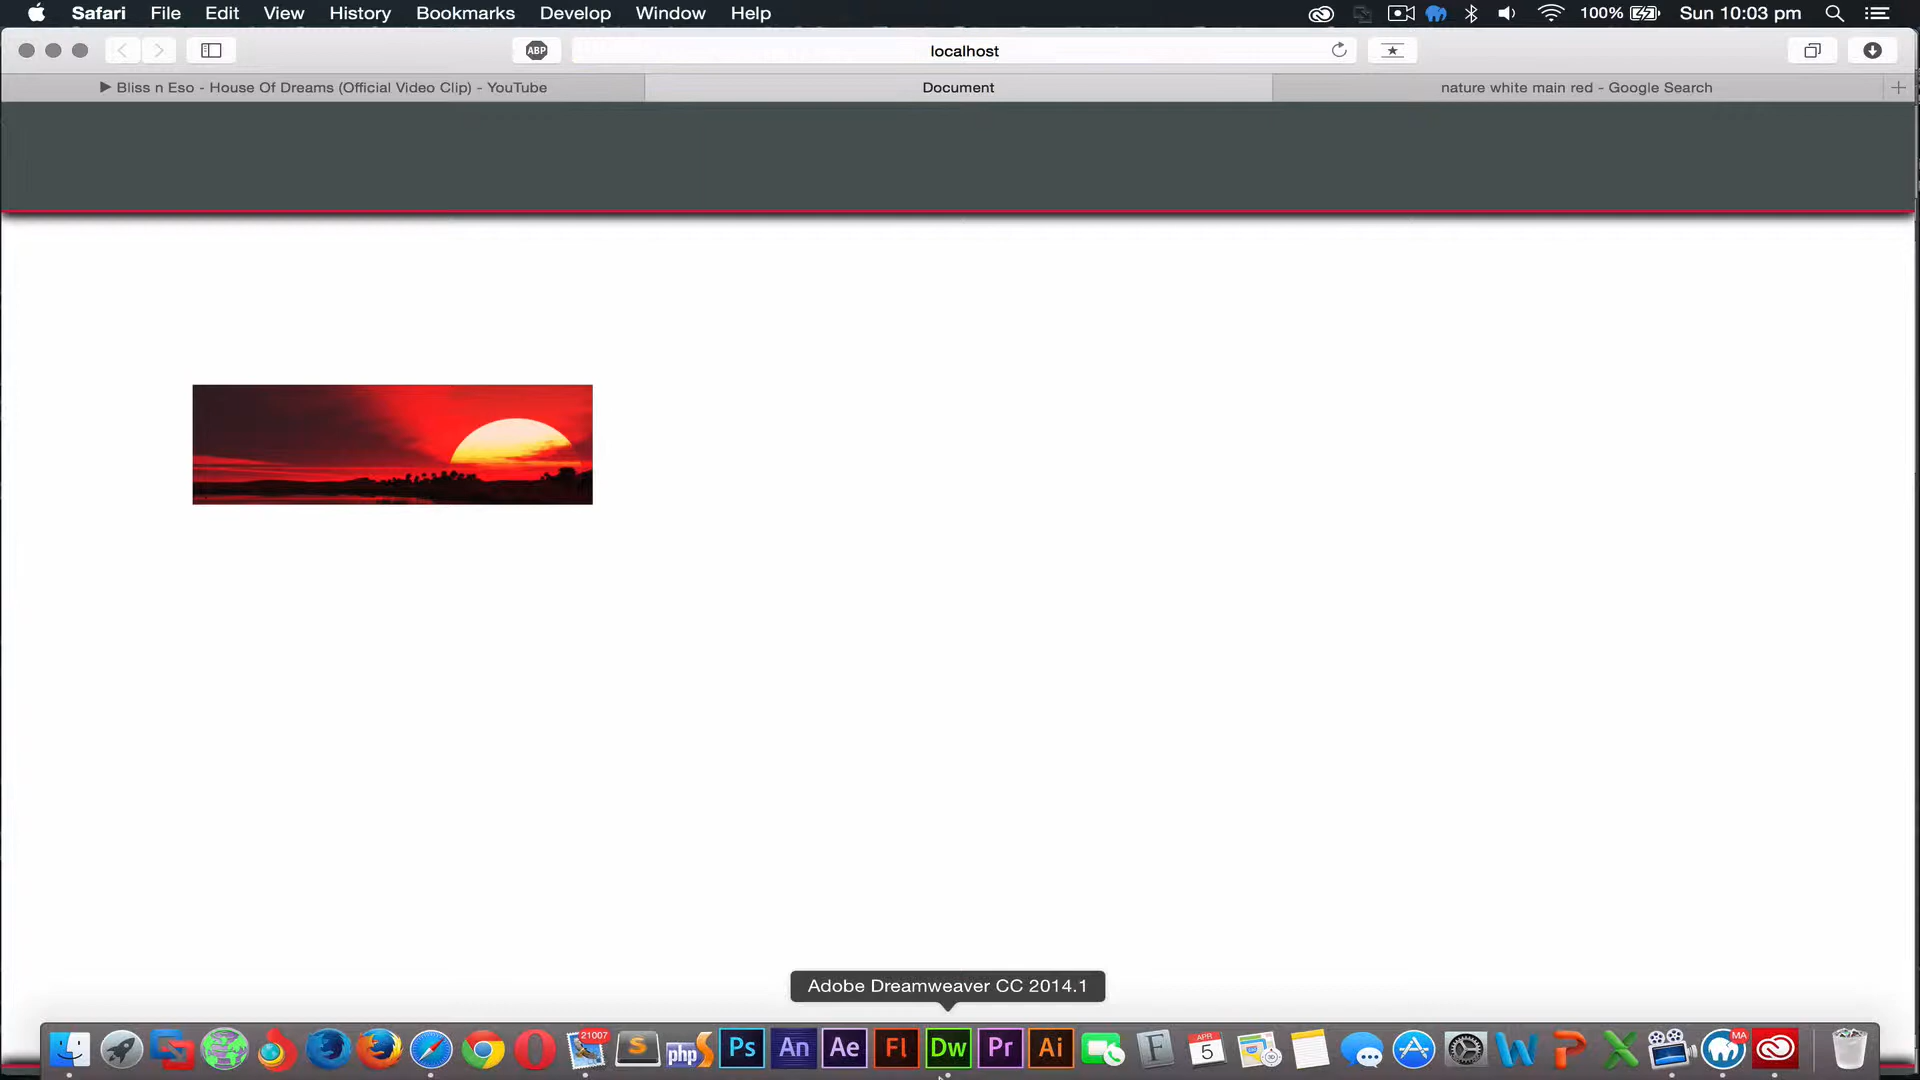 Safari File Edit View History Bookmarks Develop Window Help 100% Sun 10:03 pm
ABP localhost
▶ Bliss n Eso - House Of Dreams (Official Video Clip) - YouTube Document nature white main red - Google Search
Adobe Dreamweaver CC 2014.1
21007 S php Ps An Ae Fl Dw Pr Ai F APR 5 W P X MA